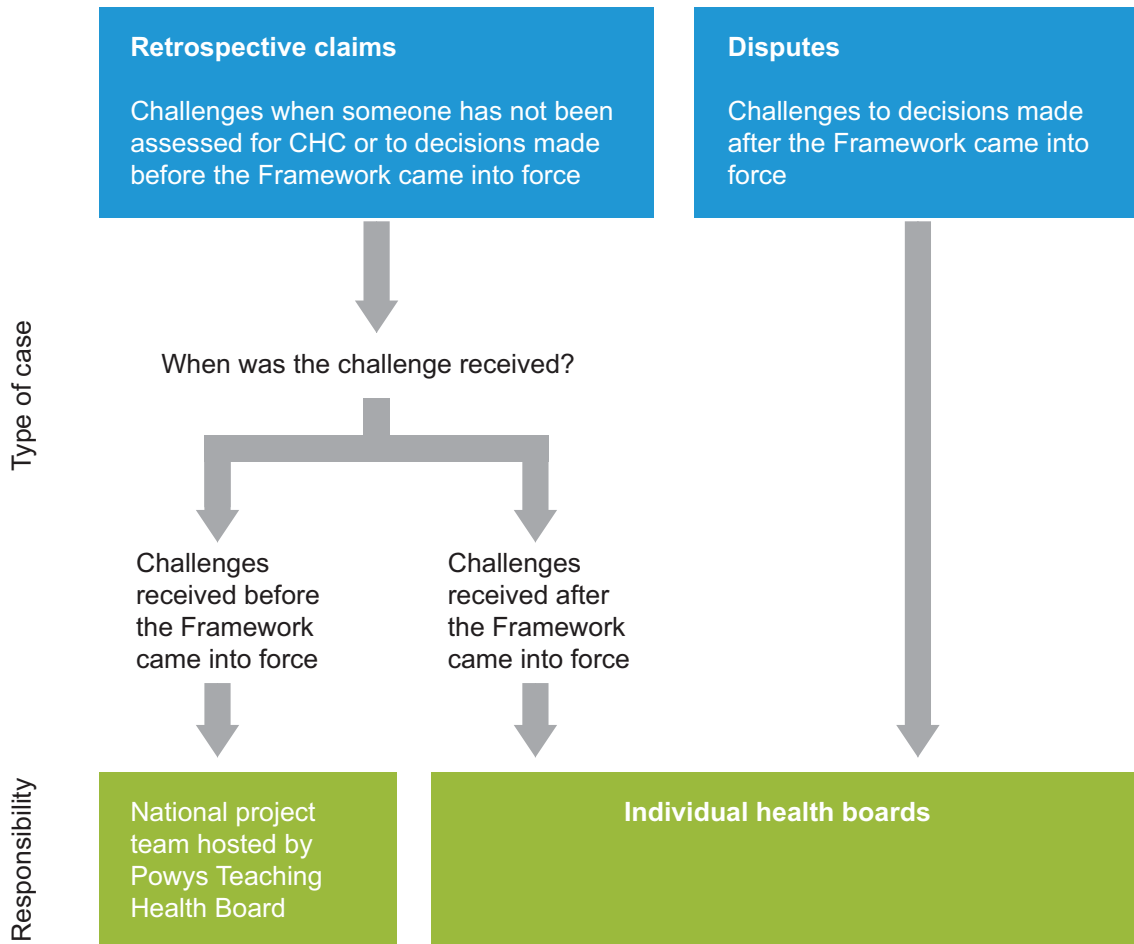 Retrospective claims
Challenges when someone has not been
assessed for CHC or to decisions made
before the Framework came into force
Disputes
Challenges to decisions made
after the Framework came into
force
Type of case
When was the challenge received?
Challenges
received before
the Framework
came into force
Challenges
received after
the Framework
came into force
Responsibility
National project
team hosted by
Powys Teaching
Health Board
Individual health boards